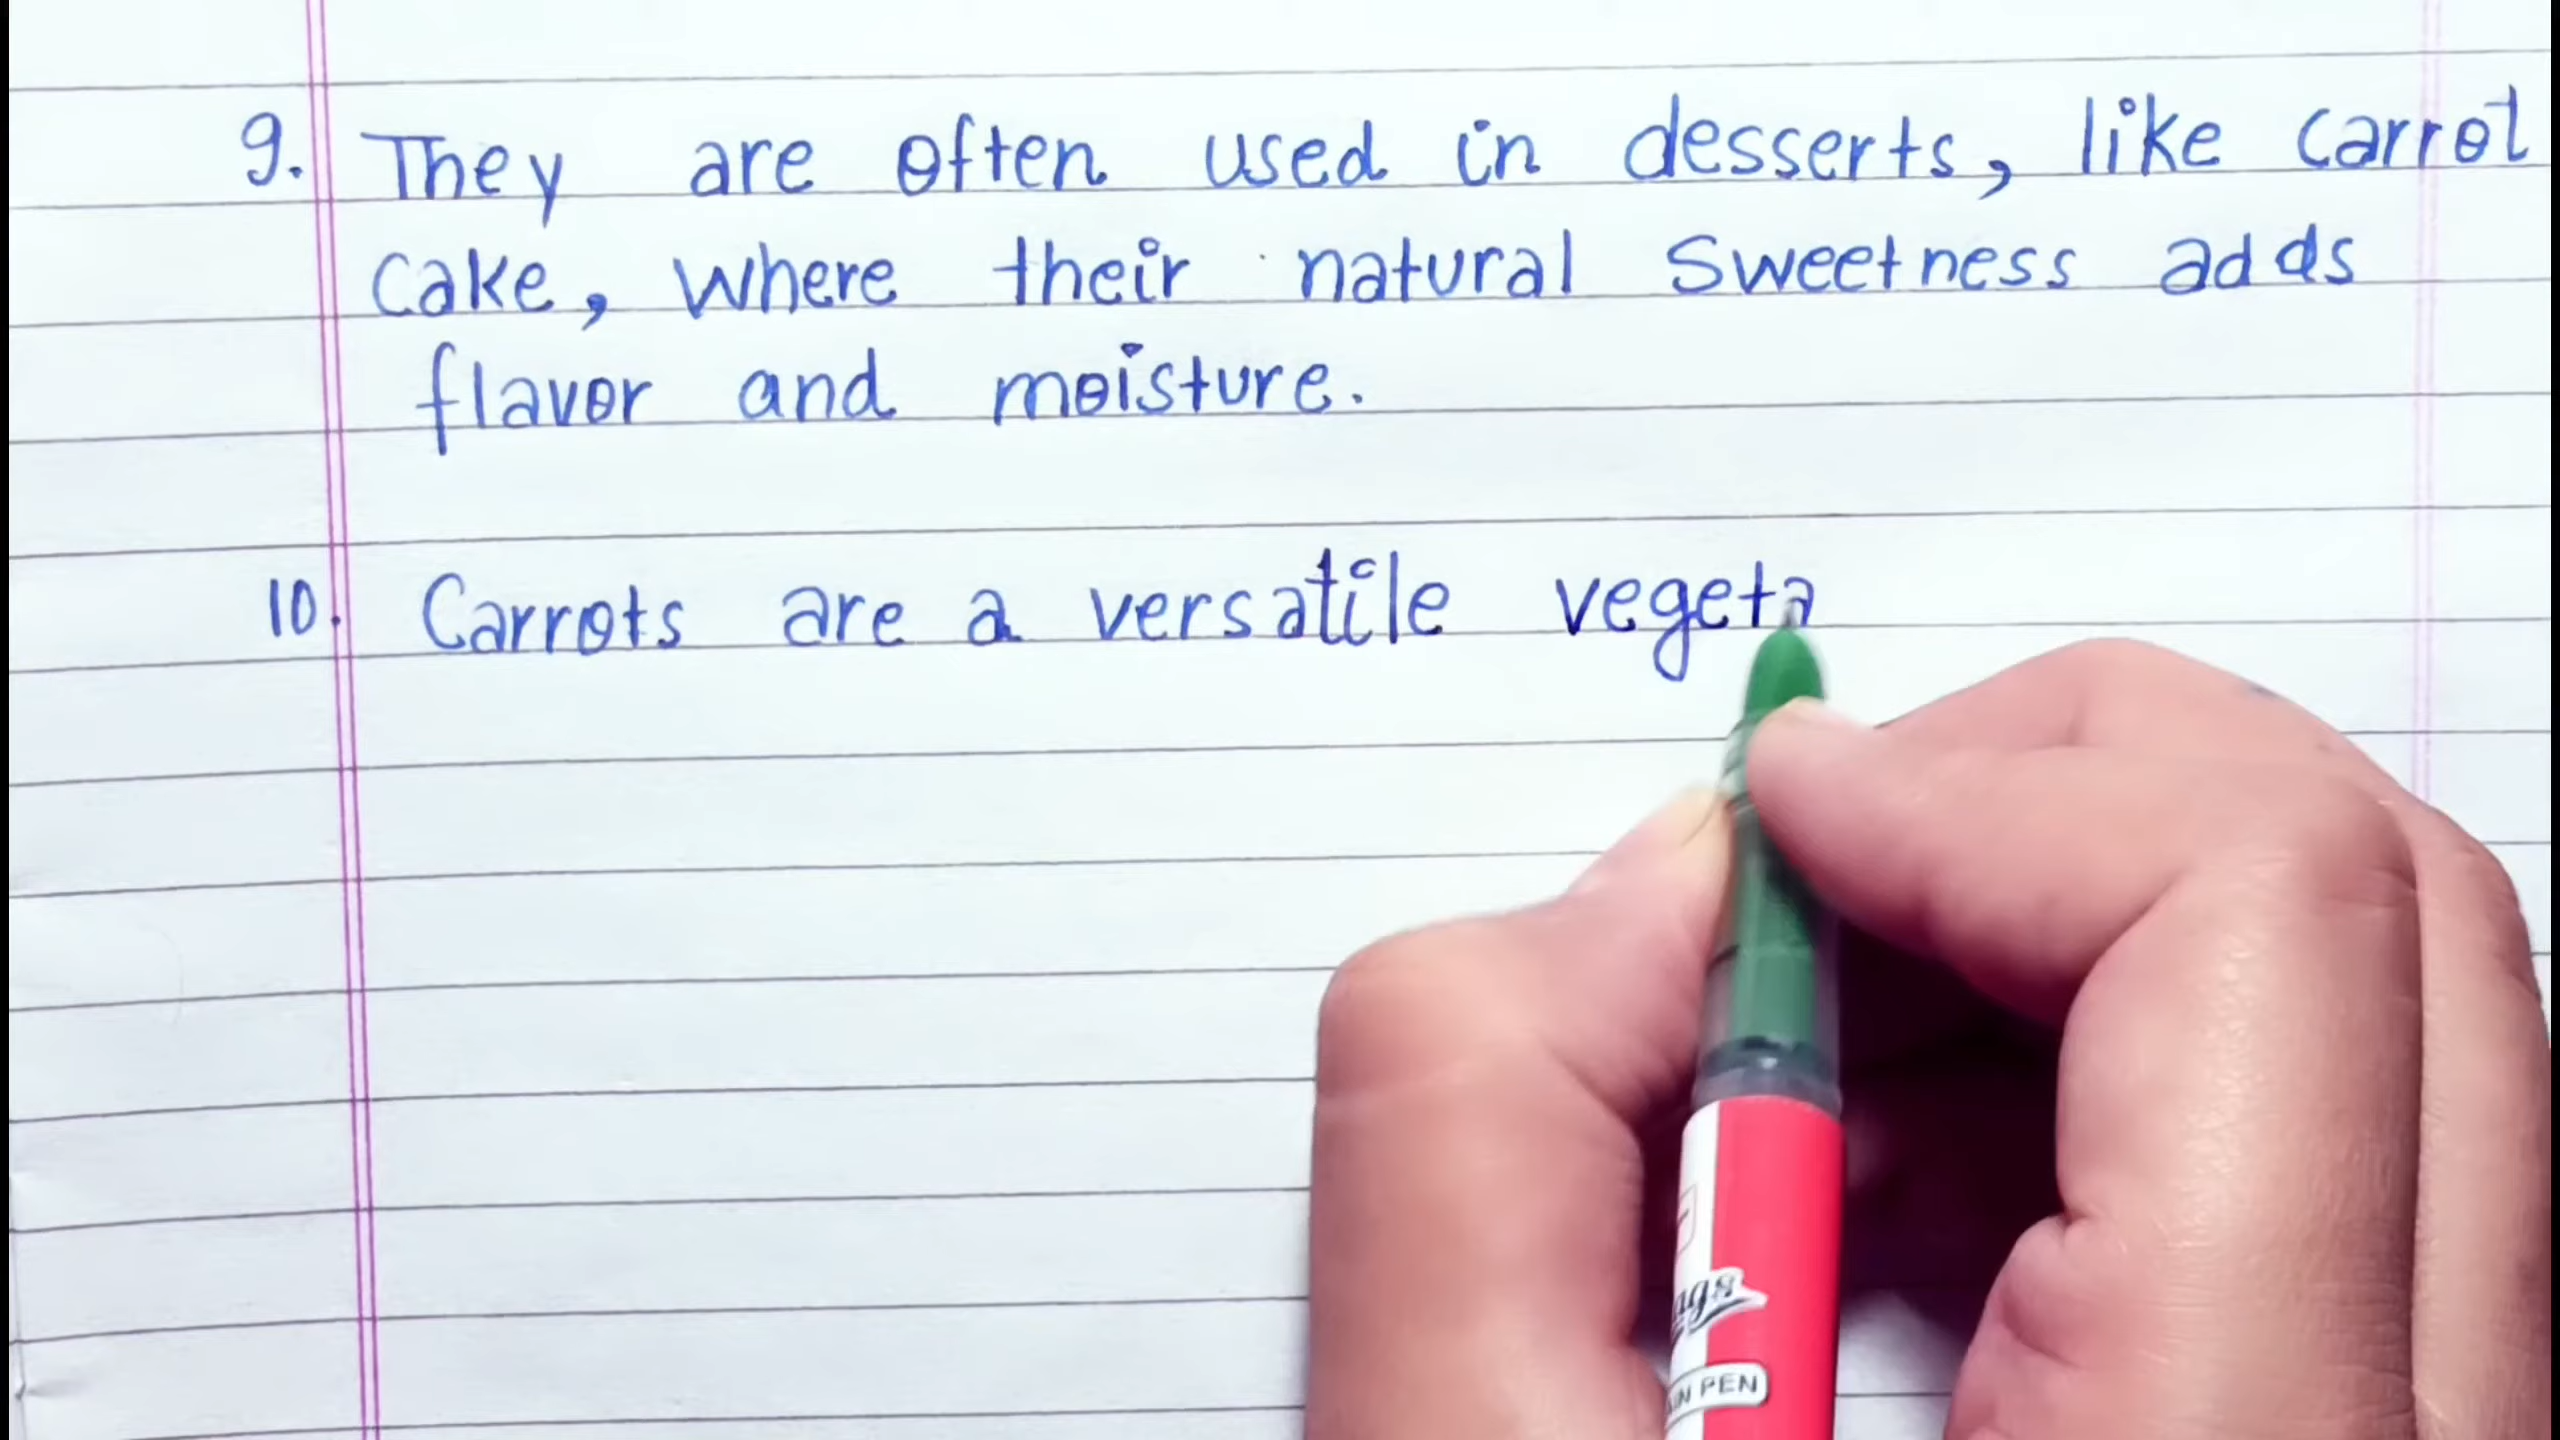 9. They are often used in desserts, like carrot
cake, where their natural sweetness adds
flavor and moisture.
10. Carrots are a versatile vegeta
PEN